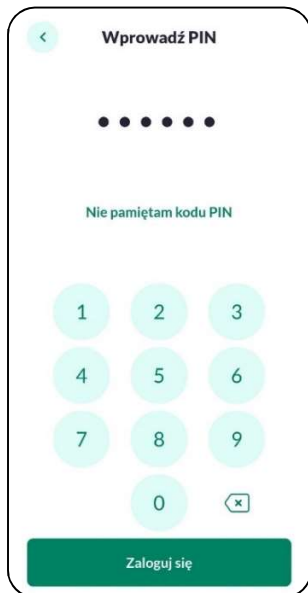 Wprowadź PIN
Nie pamiętam kodu PIN
1 2 3
4 5 6
7 8 9
0
Zaloguj się